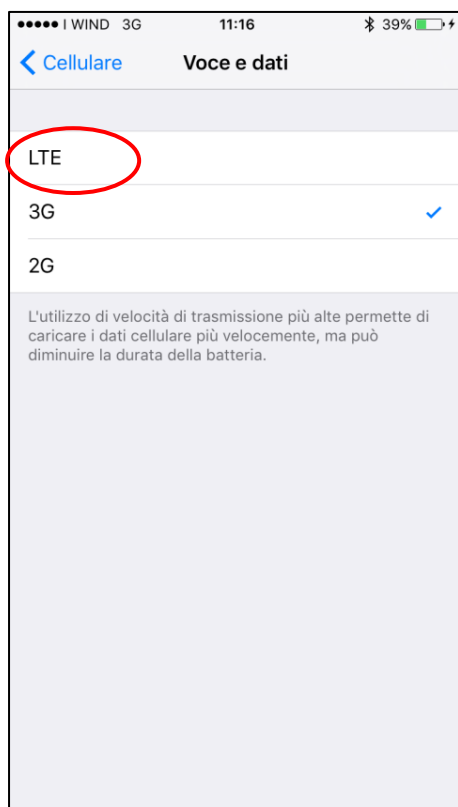 I WIND 3G 11:16 39%
Cellulare Voce e dati
LTE
3G
2G
L'utilizzo di velocità di trasmissione più alte permette di
caricare i dati cellulare più velocemente, ma può
diminuire la durata della batteria.